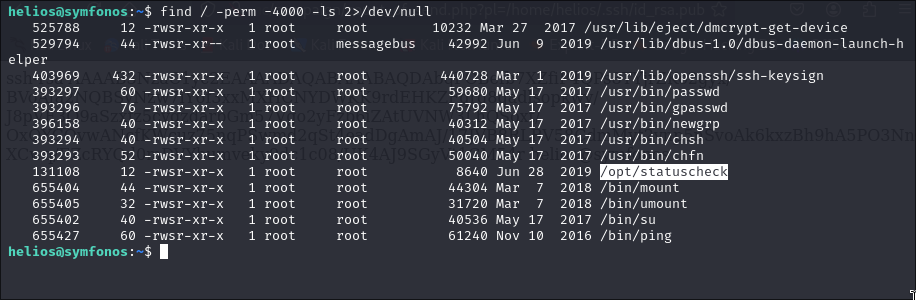 helios@symfonos:~$ find / -perm -4000 -ls 2>/dev/null
525788 12 -rwsr-xr-x 1 root root 10232 Mar 27 2017 /usr/lib/eject/dmcrypt-get-device
529794 44 -rwsr-xr-- 1 root messagebus 42992 Jun 9 2019 /usr/lib/dbus-1.0/dbus-daemon-launch-h
elper
403969 432 -rwsr-xr-x 1 root root 440728 Mar 1 2019 /usr/lib/openssh/ssh-keysign
393297 60 -rwsr-xr-x 1 root root 59680 May 17 2017 /usr/bin/passwd
393296 76 -rwsr-xr-x 1 root root 75792 May 17 2017 /usr/bin/gpasswd
396158 40 -rwsr-xr-x 1 root root 40312 May 17 2017 /usr/bin/newgrp
393294 40 -rwsr-xr-x 1 root root 40504 May 17 2017 /usr/bin/chsh
393293 52 -rwsr-xr-x 1 root root 50040 May 17 2017 /usr/bin/chfn
131108 12 -rwsr-xr-x 1 root root 8640 Jun 28 2019 /opt/statuscheck
655404 44 -rwsr-xr-x 1 root root 44304 Mar 7 2018 /bin/mount
655405 32 -rwsr-xr-x 1 root root 31720 Mar 7 2018 /bin/umount
655402 40 -rwsr-xr-x 1 root root 40536 May 17 2017 /bin/su
655427 60 -rwsr-xr-x 1 root root 61240 Nov 10 2016 /bin/ping
helios@symfonos:~$